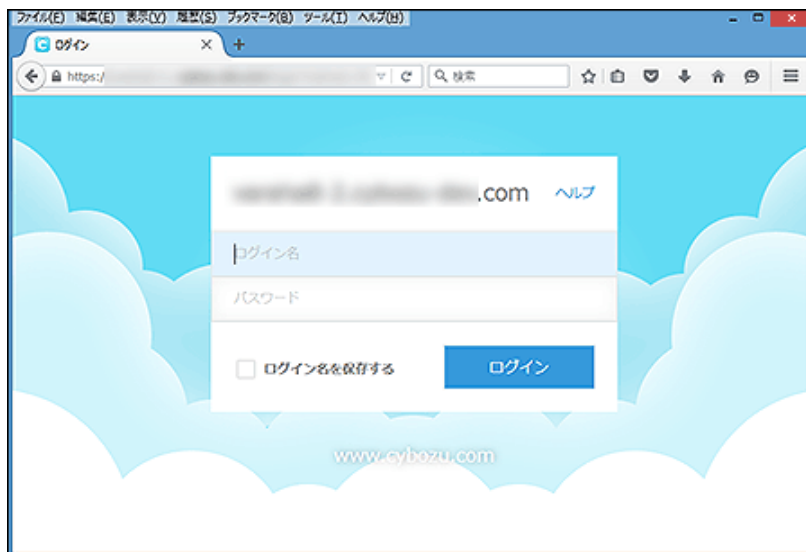 ファイル(F) 編集(E) 表示(V) 履歴(S) ブックマーク(B) ツール(T) ヘルプ(H)
ログイン
https:/
検索
.com ヘルプ
ログイン名
パスワード
ログイン名を保存する ログイン
www.cybozu.com